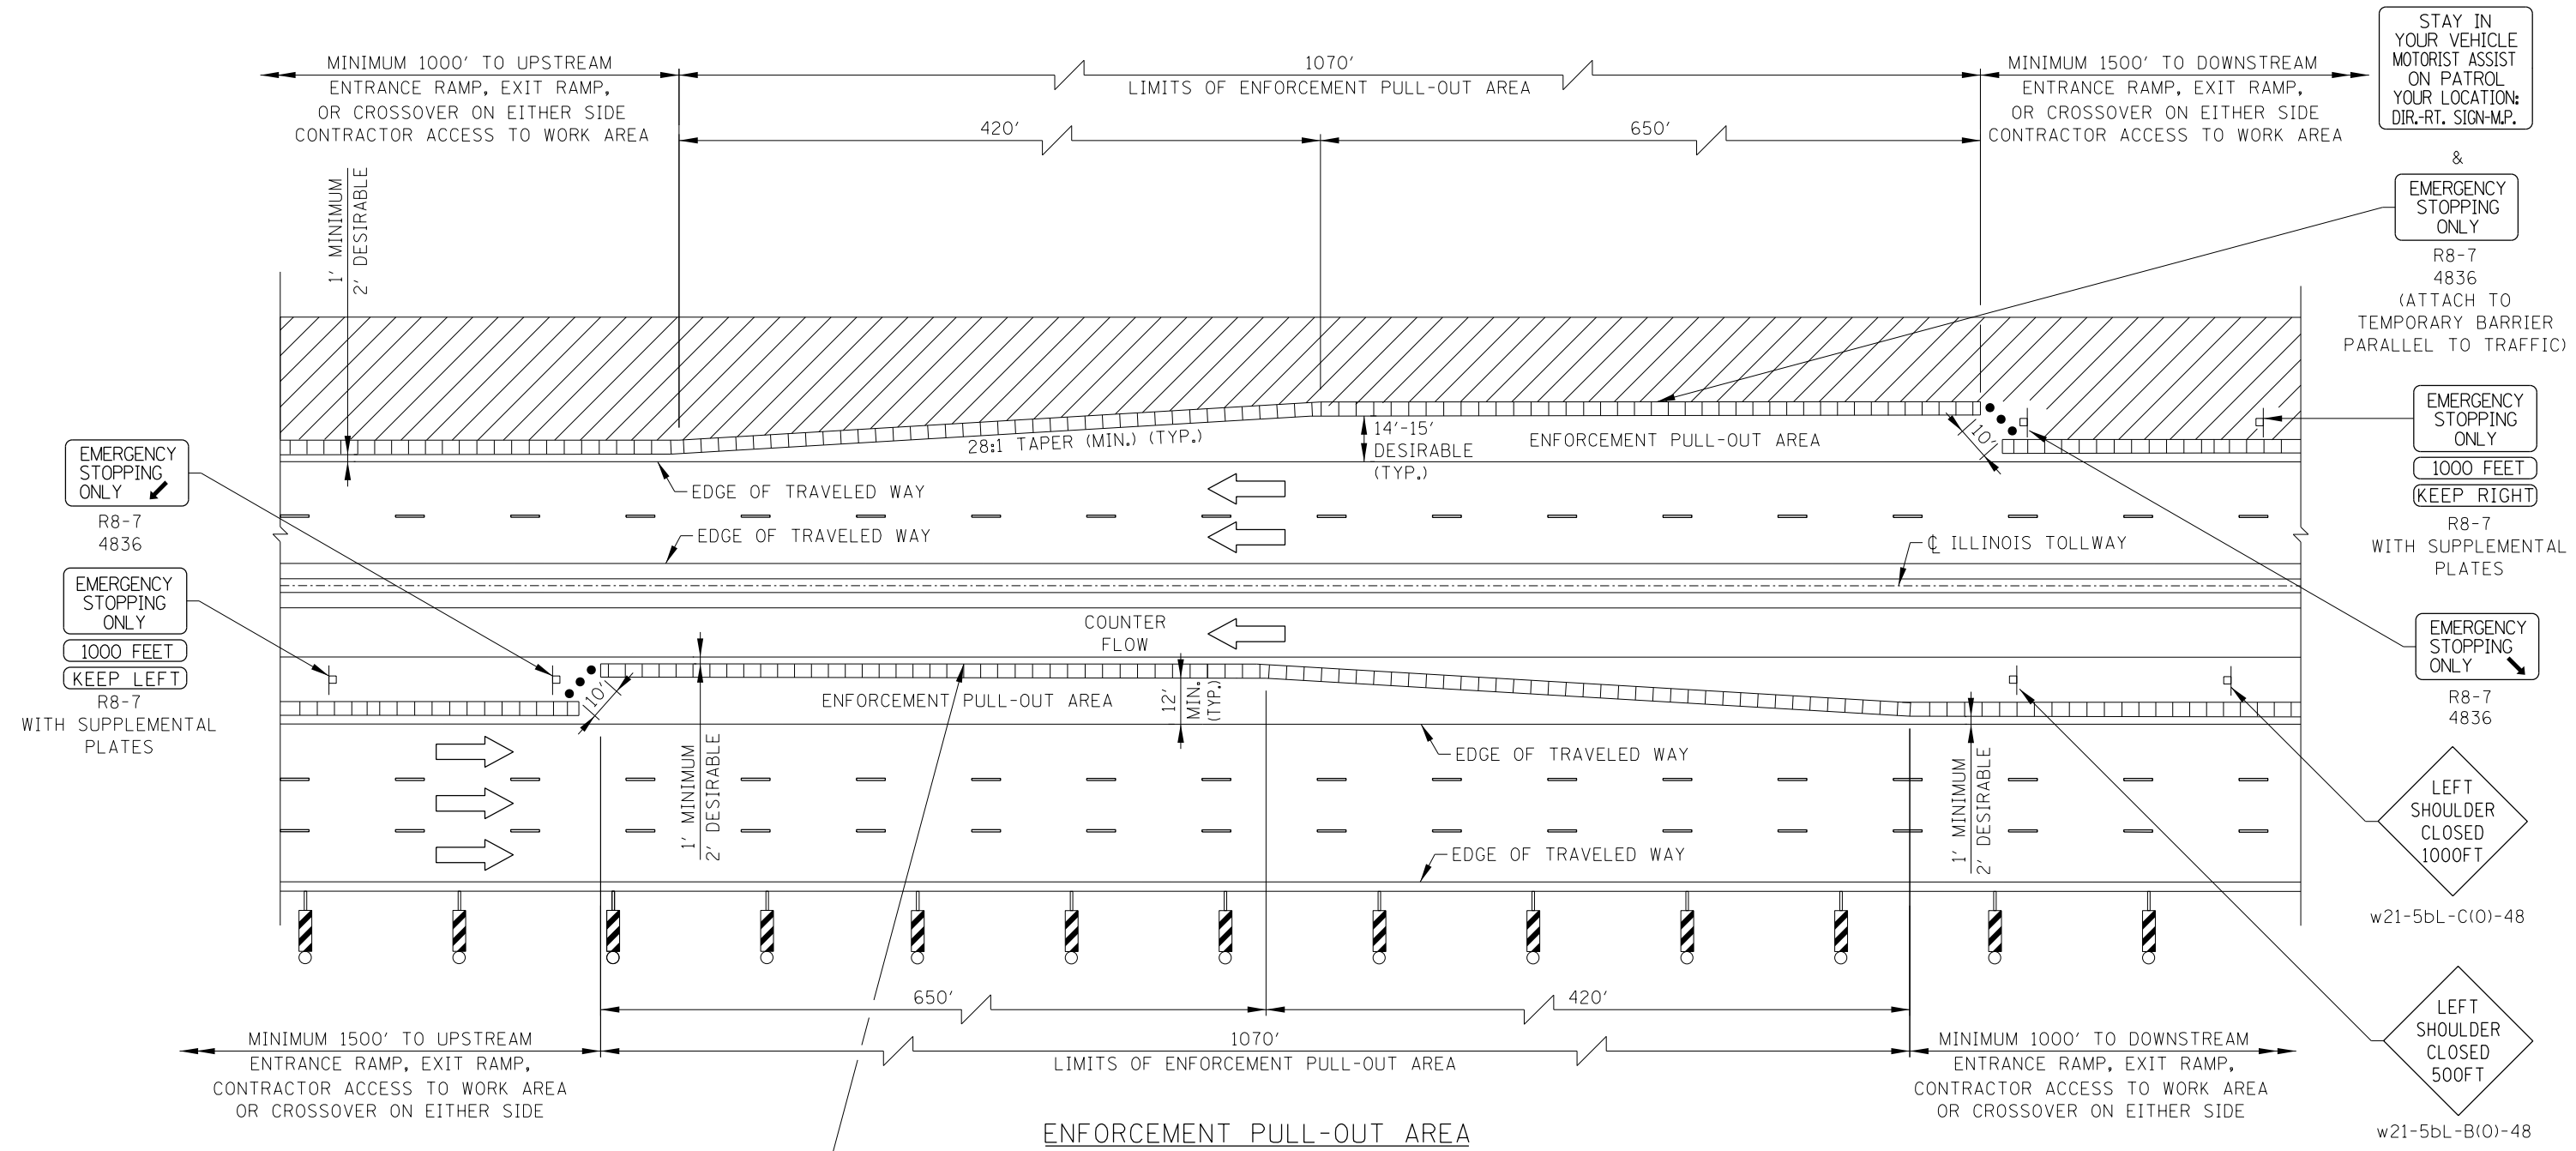 MINIMUM 1000' TO UPSTREAM
ENTRANCE RAMP, EXIT RAMP,
OR CROSSOVER ON EITHER SIDE
CONTRACTOR ACCESS TO WORK AREA
1070'
LIMITS OF ENFORCEMENT PULL-OUT AREA
MINIMUM 1500' TO DOWNSTREAM
ENTRANCE RAMP, EXIT RAMP,
OR CROSSOVER ON EITHER SIDE
CONTRACTOR ACCESS TO WORK AREA
420'
650'
STAY IN
YOUR VEHICLE
MOTORIST ASSIST
ON PATROL
YOUR LOCATION:
DIR.-RT. SIGN-M.P.
&
EMERGENCY
STOPPING
ONLY
R8-7
4836
(ATTACH TO
TEMPORARY BARRIER
PARALLEL TO TRAFFIC)
1' MINIMUM
2' DESIRABLE
28:1 TAPER (MIN.) (TYP.)
14'-15'
DESIRABLE
(TYP.)
ENFORCEMENT PULL-OUT AREA
10'
EMERGENCY
STOPPING
ONLY
1000 FEET
KEEP RIGHT
R8-7
WITH SUPPLEMENTAL
PLATES
EMERGENCY
STOPPING
ONLY
R8-7
4836
EDGE OF TRAVELED WAY
EDGE OF TRAVELED WAY
℄ ILLINOIS TOLLWAY
EMERGENCY
STOPPING
ONLY
1000 FEET
KEEP LEFT
R8-7
WITH SUPPLEMENTAL
PLATES
COUNTER
FLOW
EMERGENCY
STOPPING
ONLY
R8-7
4836
10'
ENFORCEMENT PULL-OUT AREA
12'
MIN.
(TYP.)
1' MINIMUM
2' DESIRABLE
EDGE OF TRAVELED WAY
1' MINIMUM
2' DESIRABLE
EDGE OF TRAVELED WAY
LEFT
SHOULDER
CLOSED
1000FT
w21-5bL-C(O)-48
LEFT
SHOULDER
CLOSED
500FT
w21-5bL-B(O)-48
650'
420'
MINIMUM 1500' TO UPSTREAM
ENTRANCE RAMP, EXIT RAMP,
CONTRACTOR ACCESS TO WORK AREA
OR CROSSOVER ON EITHER SIDE
1070'
LIMITS OF ENFORCEMENT PULL-OUT AREA
MINIMUM 1000' TO DOWNSTREAM
ENTRANCE RAMP, EXIT RAMP,
CONTRACTOR ACCESS TO WORK AREA
OR CROSSOVER ON EITHER SIDE
ENFORCEMENT PULL-OUT AREA